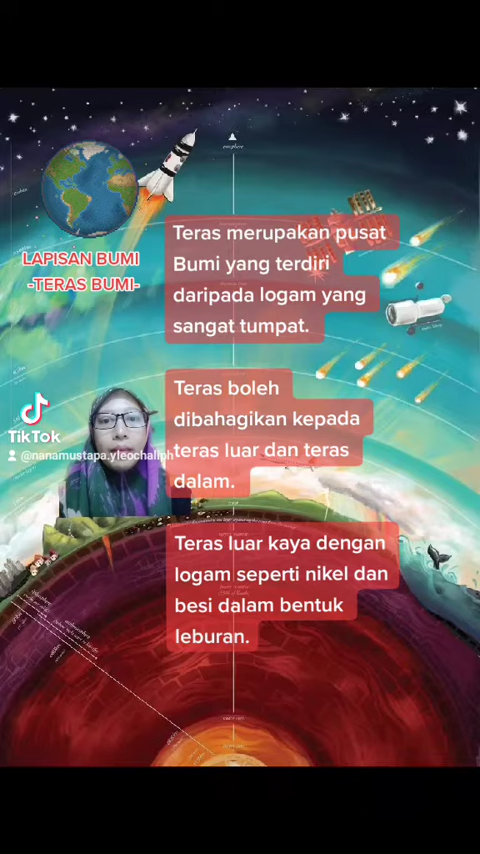 LAPISAN BUMI
-TERAS BUMI-
Teras merupakan pusat
Bumi yang terdiri
daripada logam yang
sangat tumpat.
Teras boleh
dibahagikan kepada
teras luar dan teras
dalam.
Teras luar kaya dengan
logam seperti nikel dan
besi dalam bentuk
leburan.
TikTok
@nanamustapa.yleochaliph